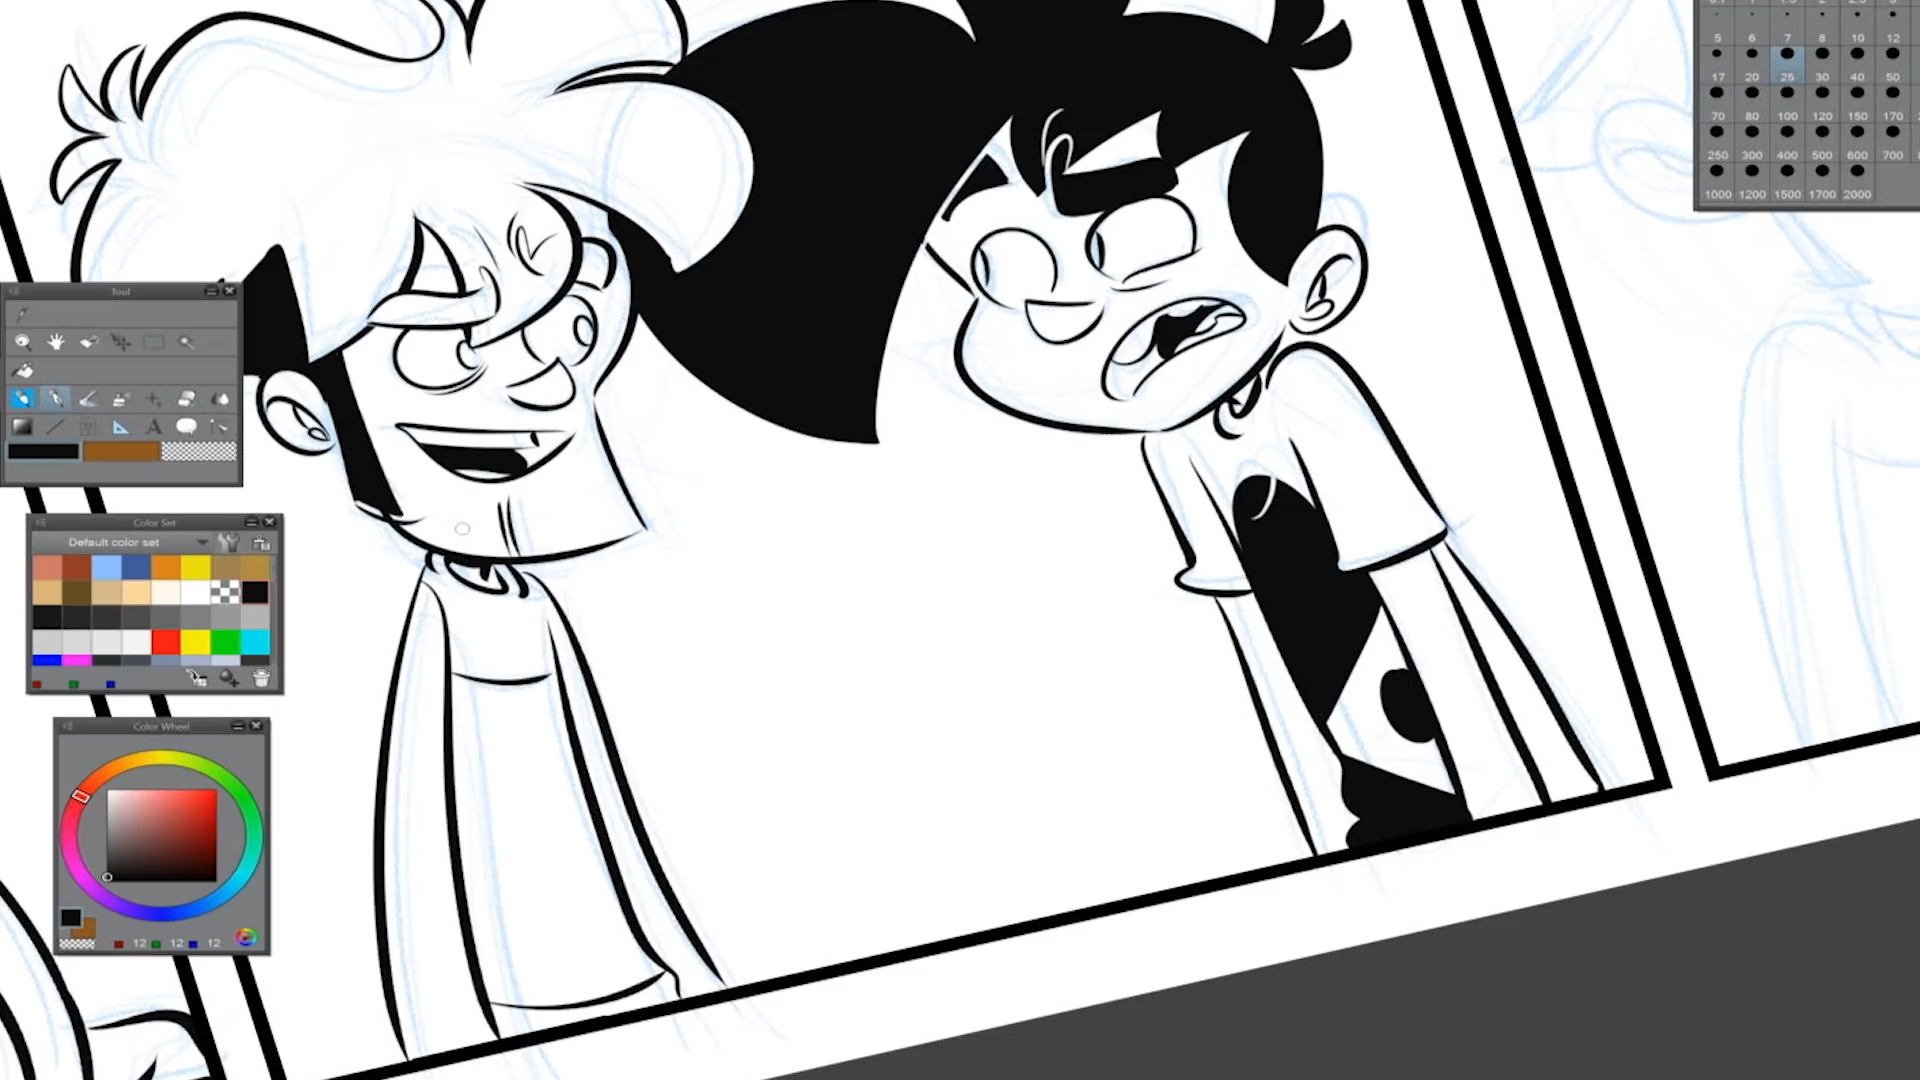 5 6 7 8 10 12
17 20 25 30 40 50
70 80 100 120 150 170
250 300 400 500 600 700
1000 1200 1500 1700 2000
Tool
Color Set
Default color set
Color Wheel
12 12 12